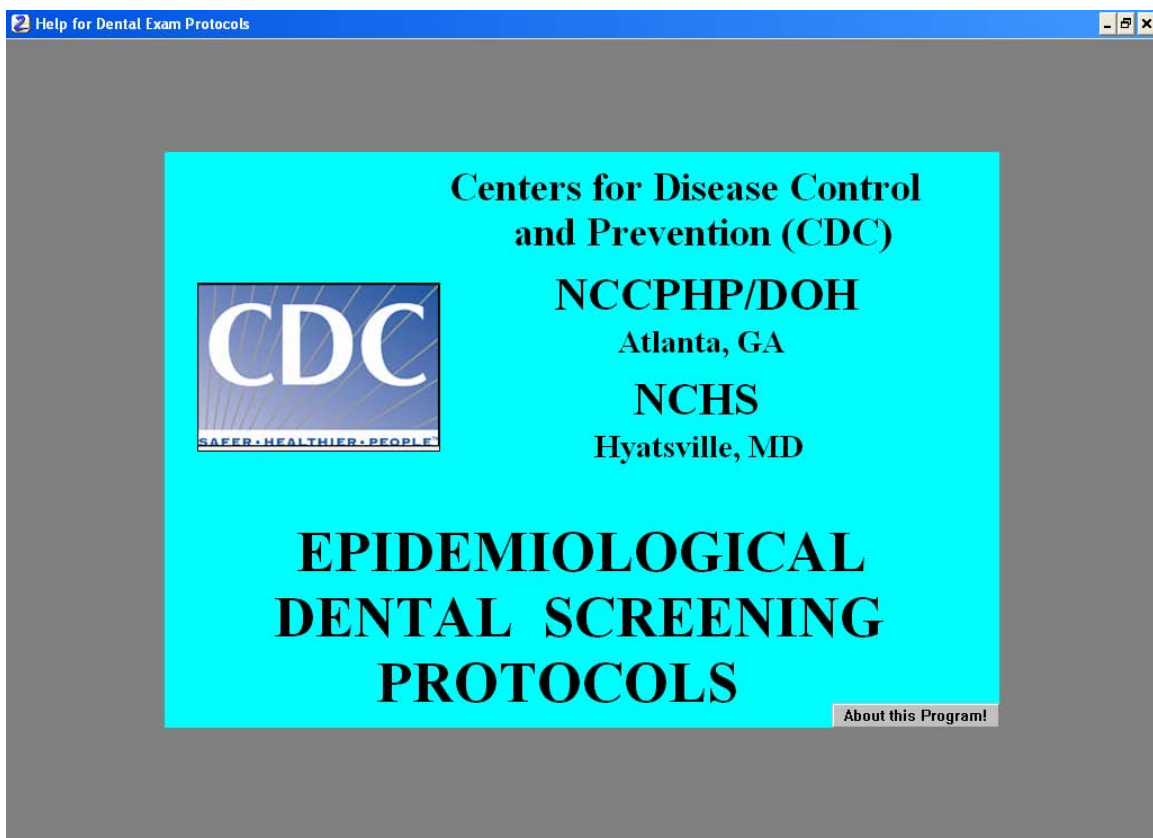 Help for Dental Exam Protocols
Centers for Disease Control
and Prevention (CDC)
NCCPHP/DOH
Atlanta, GA
NCHS
Hyatsville, MD
CDC
SAFER•HEALTHIER•PEOPLE™
EPIDEMIOLOGICAL
DENTAL SCREENING
PROTOCOLS
About this Program!